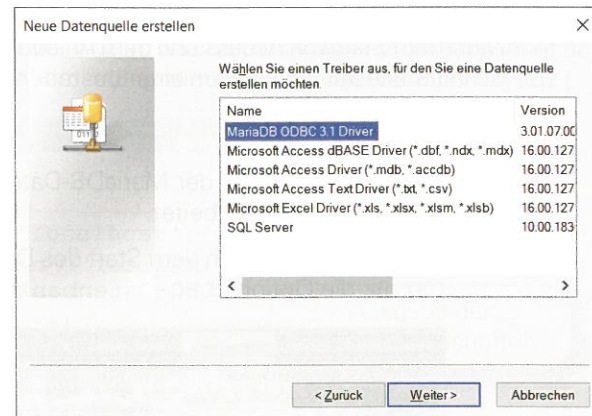 Neue Datenquelle erstellen
Wählen Sie einen Treiber aus, für den Sie eine Datenquelle
erstellen möchten.
Name Version
MariaDB ODBC 3.1 Driver 3.01.07.00
Microsoft Access dBASE Driver (*.dbf, *.ndx, *.mdx) 16.00.127
Microsoft Access Driver (*.mdb, *.accdb) 16.00.127
Microsoft Access Text Driver (*.txt, *.csv) 16.00.127
Microsoft Excel Driver (*.xls, *.xlsx, *.xlsm, *.xlsb) 16.00.127
SQL Server 10.00.183
< Zurück Weiter > Abbrechen